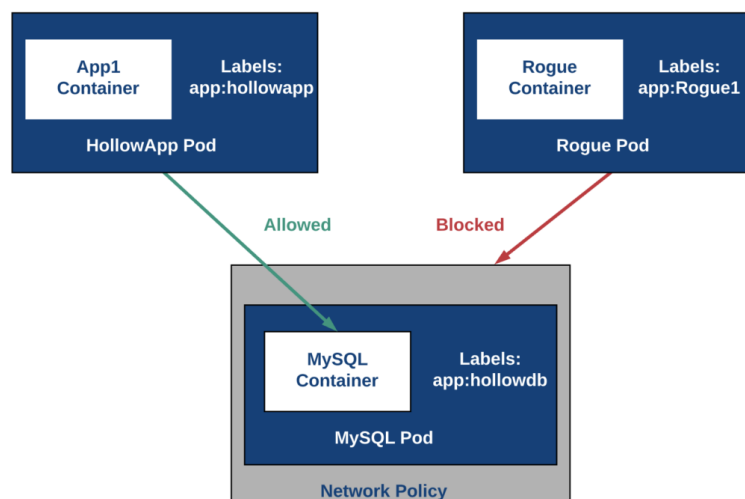 App1
Container
Labels:
app:hollowapp
HollowApp Pod
Rogue
Container
Labels:
app:Rogue1
Rogue Pod
Allowed
Blocked
MySQL
Container
Labels:
app:hollowdb
MySQL Pod
Network Policy